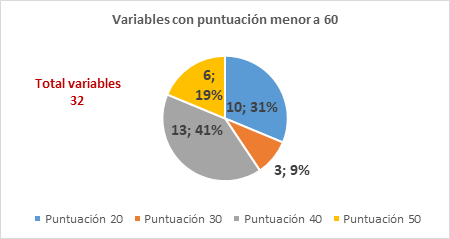 Variables con puntuación menor a 60
Total variables
32
6;
19%
10; 31%
13; 41%
3; 9%
Puntuación 20 Puntuación 30 Puntuación 40 Puntuación 50